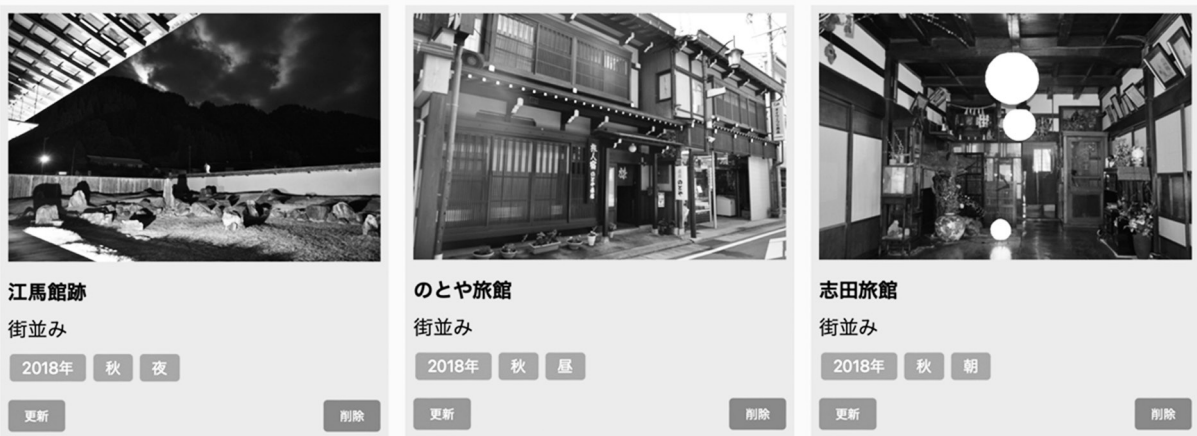 江馬館跡
街並み
2018年 秋 夜
更新 削除
のとや旅館
街並み
2018年 秋 昼
更新 削除
志田旅館
街並み
2018年 秋 朝
更新 削除